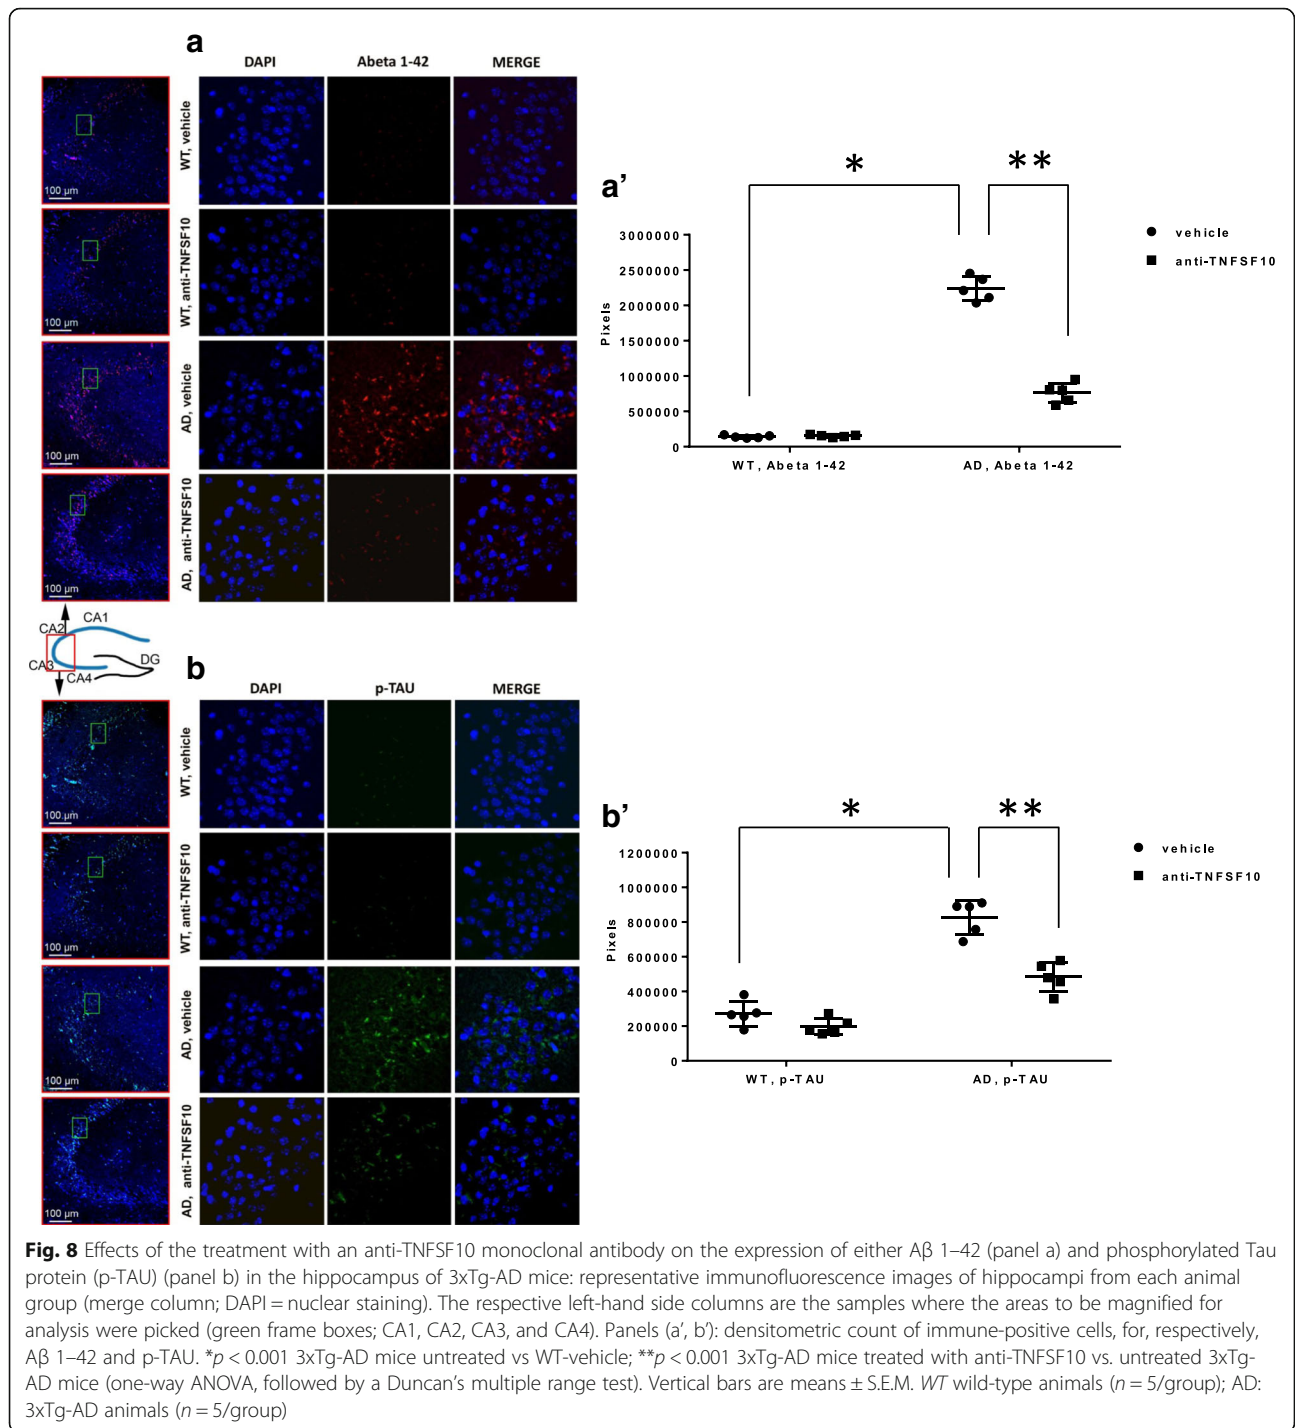 a
DAPI Abeta 1-42 MERGE
WT, vehicle
100 µm
WT, anti-TNFSF10
100 µm
AD, vehicle
100 µm
AD, anti-TNFSF10
100 µm
a’
* **
3000000
2500000
2000000
1500000
1000000
500000
0
Pixels
WT, Abeta 1-42 AD, Abeta 1-42
vehicle
anti-TNFSF10
CA1
CA2
CA3
CA4
DG
b
DAPI p-TAU MERGE
WT, vehicle
100 µm
WT, anti-TNFSF10
100 µm
AD, vehicle
100 µm
AD, anti-TNFSF10
100 µm
b’
* **
1200000
1000000
800000
600000
400000
200000
0
Pixels
WT, p-TAU AD, p-TAU
vehicle
anti-TNFSF10
Fig. 8 Effects of the treatment with an anti-TNFSF10 monoclonal antibody on the expression of either Aβ 1–42 (panel a) and phosphorylated Tau
protein (p-TAU) (panel b) in the hippocampus of 3xTg-AD mice: representative immunofluorescence images of hippocampi from each animal
group (merge column; DAPI = nuclear staining). The respective left-hand side columns are the samples where the areas to be magnified for
analysis were picked (green frame boxes; CA1, CA2, CA3, and CA4). Panels (a’, b’): densitometric count of immune-positive cells, for, respectively,
Aβ 1–42 and p-TAU. *p < 0.001 3xTg-AD mice untreated vs WT-vehicle; **p < 0.001 3xTg-AD mice treated with anti-TNFSF10 vs. untreated 3xTg-
AD mice (one-way ANOVA, followed by a Duncan’s multiple range test). Vertical bars are means ± S.E.M. WT wild-type animals (n = 5/group); AD:
3xTg-AD animals (n = 5/group)